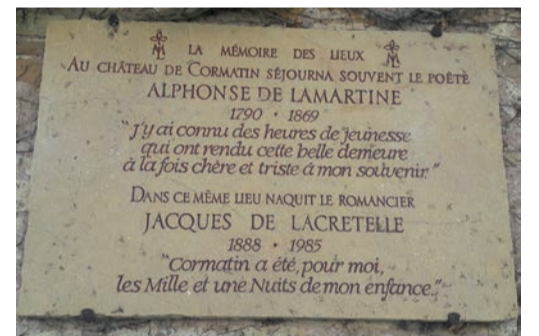 LA MÉMOIRE DES LIEUX
AU CHÂTEAU DE CORMATIN SÉJOURNA SOUVENT LE POÈTE
ALPHONSE DE LAMARTINE
1790 · 1869
"J'y ai connu des heures de jeunesse
qui ont rendu cette belle demeure
à la fois chère et triste à mon souvenir."
DANS CE MÊME LIEU NAQUIT LE ROMANCIER
JACQUES DE LACRETELLE
1888 · 1985
"Cormatin a été, pour moi,
les Mille et une Nuits de mon enfance."